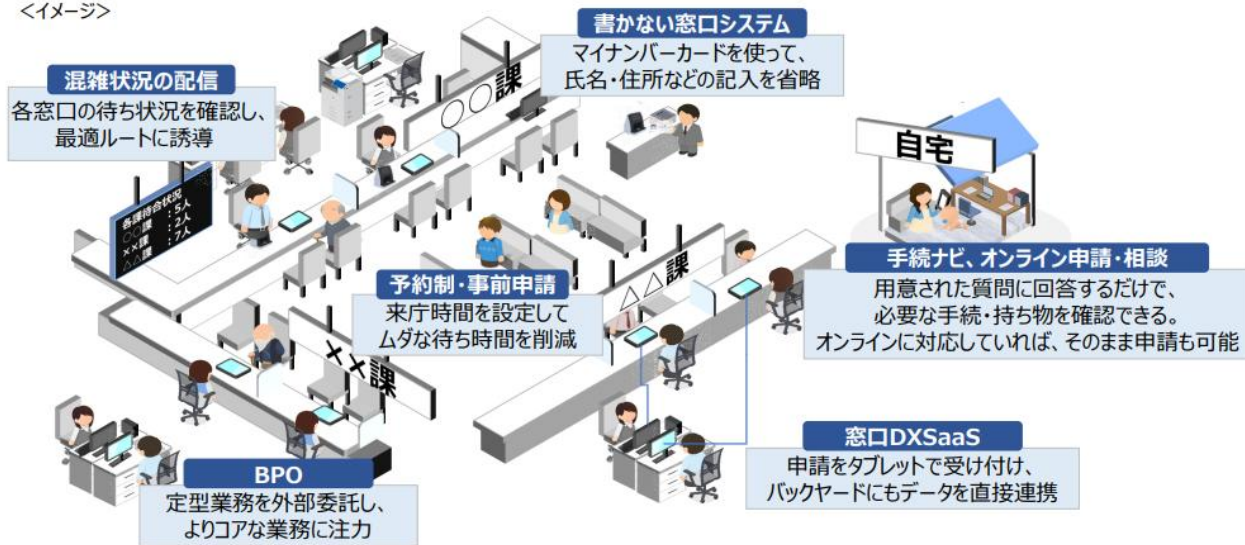 ＜イメージ＞
書かない窓口システム
マイナンバーカードを使って、
氏名・住所などの記入を省略
混雑状況の配信
各窓口の待ち状況を確認し、
最適ルートに誘導
○○課
自宅
各課待合状況
○○課 ：5人
××課 ：2人
△△課 ：7人
手続ナビ、オンライン申請・相談
用意された質問に回答するだけで、
必要な手続・持ち物を確認できる。
オンラインに対応していれば、そのまま申請も可能
予約制・事前申請
来庁時間を設定して
ムダな待ち時間を削減
△△課
××課
窓口DXSaaS
申請をタブレットで受け付け、
バックヤードにもデータを直接連携
BPO
定型業務を外部委託し、
よりコアな業務に注力